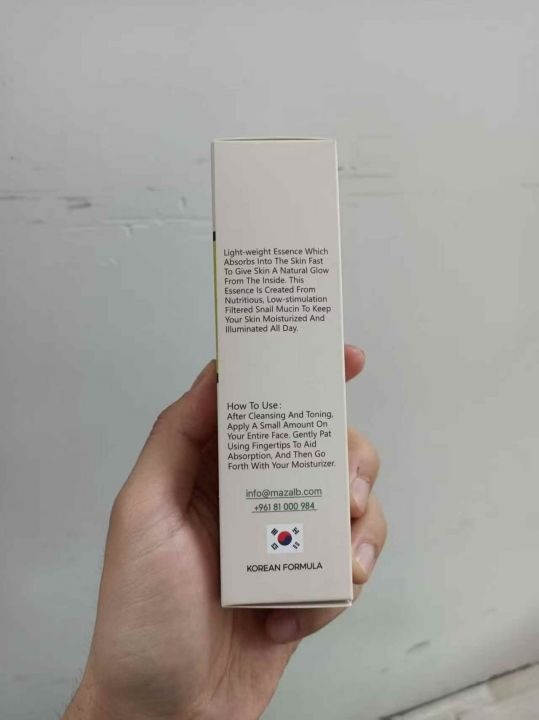 Light-weight Essence Which
Absorbs Into The Skin Fast
To Give Skin A Natural Glow
From The Inside. This
Essence Is Created From
Nutritious, Low-stimulation
Filtered Snail Mucin To Keep
Your Skin Moisturized And
Illuminated All Day.
How To Use:
After Cleansing And Toning,
Apply A Small Amount On
Your Entire Face, Gently Pat
Using Fingertips To Aid
Absorption, And Then Go
Forth With Your Moisturizer.
info@mazalb.com
+961 81 000 984
KOREAN FORMULA